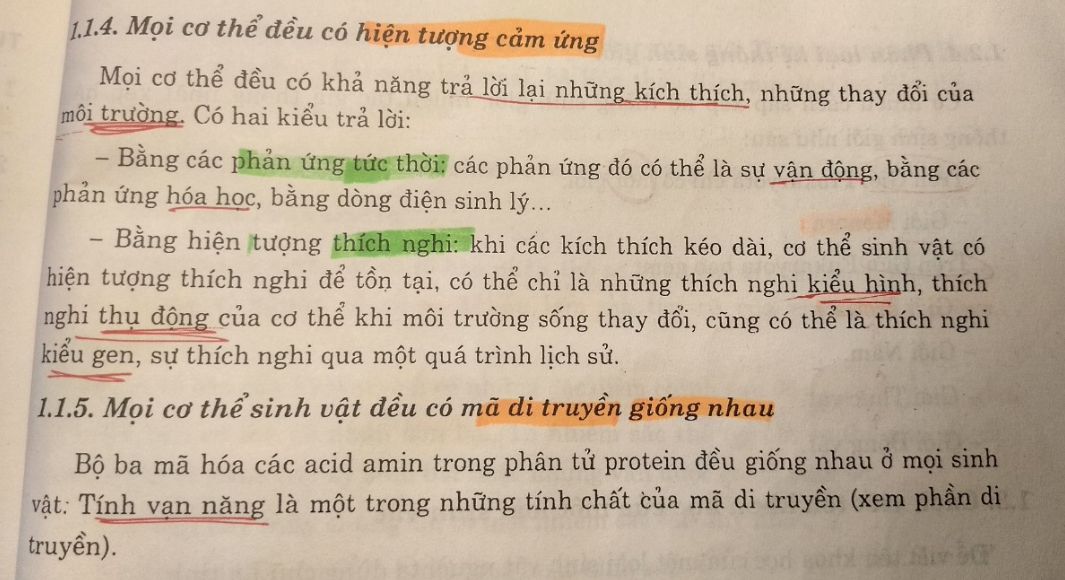 1.1.4. Mọi cơ thể đều có hiện tượng cảm ứng
Mọi cơ thể đều có khả năng trả lời lại những kích thích, những thay đổi của
môi trường. Có hai kiểu trả lời:
– Bằng các phản ứng tức thời: các phản ứng đó có thể là sự vận động, bằng các
phản ứng hóa học, bằng dòng điện sinh lý...
– Bằng hiện tượng thích nghi: khi các kích thích kéo dài, cơ thể sinh vật có
hiện tượng thích nghi để tồn tại, có thể chỉ là những thích nghi kiểu hình, thích
nghi thụ động của cơ thể khi môi trường sống thay đổi, cũng có thể là thích nghi
kiểu gen, sự thích nghi qua một quá trình lịch sử.
1.1.5. Mọi cơ thể sinh vật đều có mã di truyền giống nhau
Bộ ba mã hóa các acid amin trong phân tử protein đều giống nhau ở mọi sinh
vật: Tính vạn năng là một trong những tính chất của mã di truyền (xem phần di
truyền).